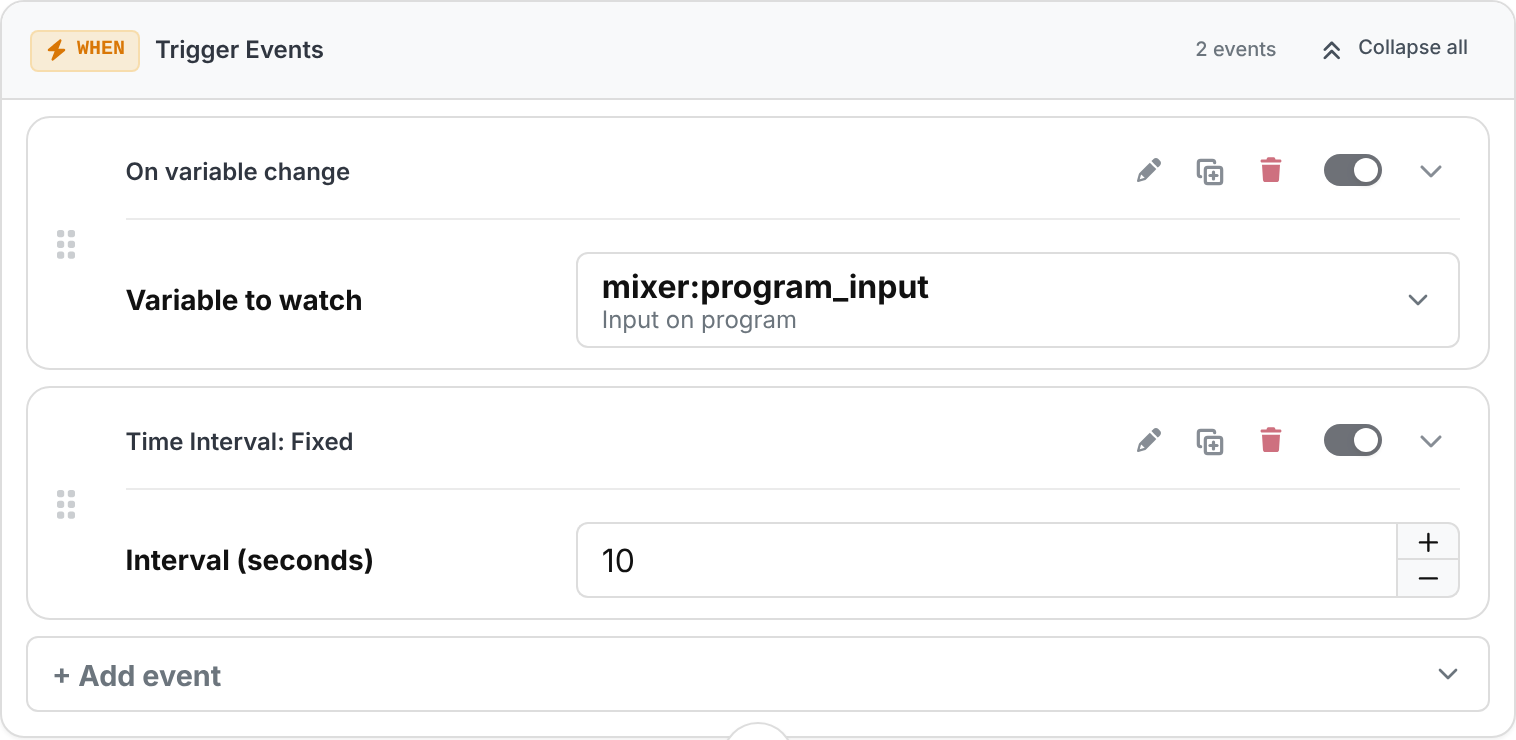 WHEN Trigger Events 2 events Collapse all
On variable change
Variable to watch
mixer:program_input
Input on program
Time Interval: Fixed
Interval (seconds) 10
+ Add event